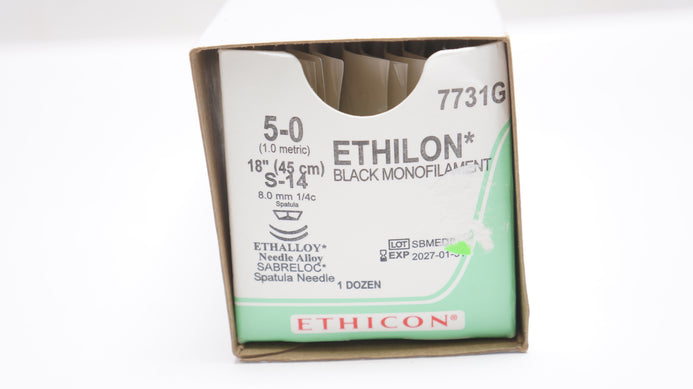 7731G
5-0
(1.0 metric)
18" (45 cm)
S-14
8.0 mm 1/4c
Spatula
ETHALLOY*
Needle Alloy
SABRELOC*
Spatula Needle
ETHILON*
BLACK MONOFILAMENT
LOT
EXP
1 DOZEN
ETHICON®